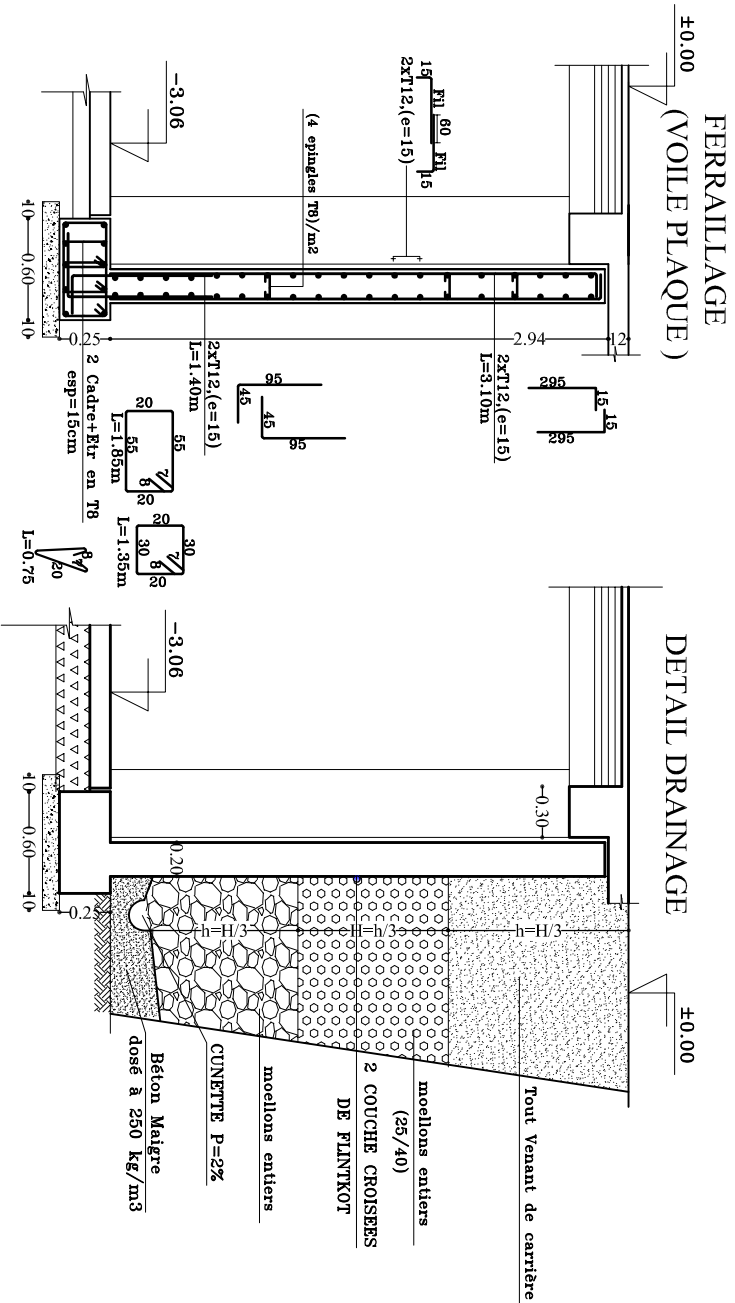 FERRAILLAGE
(VOILE PLAQUE )
±0.00
-3.06
15
Fil
60
Fil
15
2xT12,(e=15)
(4 epingles T8)/m2
10
0.60
10
0.25
2.94
12
2xT12,(e=15)
L=3.10m
2xT12,(e=15)
L=1.40m
2 Cadre+Etr en T8
esp=15cm
295
15
15
295
95
45
45
95
20
55
55
7
8
20
L=1.85m
20
30
30
7
8
20
L=1.35m
8
7
20
L=0.75
DETAIL DRAINAGE
±0.00
-3.06
0.30
0.20
10
0.60
10
0.25
h=H/3
H=h/3
h=H/3
Tout Venant de carrière
moellons entiers
(25/40)
2 COUCHE CROISEES
DE FLINTKOT
moellons entiers
CUNETTE P=2%
Béton Maigre
dosé à 250 kg/m3